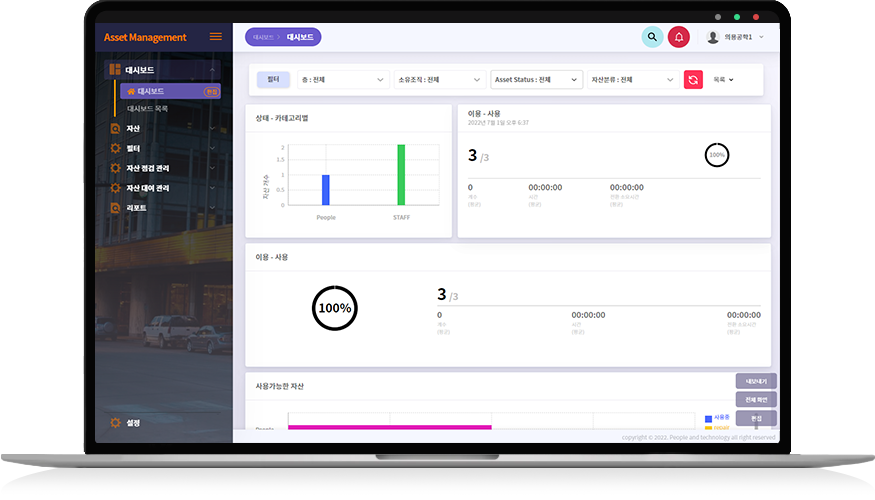 Asset Management
대시보드
대시보드
편집
대시보드 목록
자산
필터
자산 점검 관리
자산 대여 관리
리포트
설정
대시보드 > 대시보드
의용공학1
필터
층 : 전체
소유조직 : 전체
Asset Status : 전체
자산분류 : 전체
목록
상태 - 카테고리별
자산 개수
2
1.5
1
0.5
0
People
STAFF
이용 - 사용
2022년 7월 1일 오후 6:37
3 /3
100%
0
00:00:00
00:00:00
개수
시간
전환 소요시간
(평균)
(평균)
(평균)
이용 - 사용
100%
3 /3
0
00:00:00
00:00:00
개수
시간
전환 소요시간
(평균)
(평균)
(평균)
사용가능한 자산
People
사용중
내보내기
전체 확인
편집
copyright © 2022. People and technology all right reserved